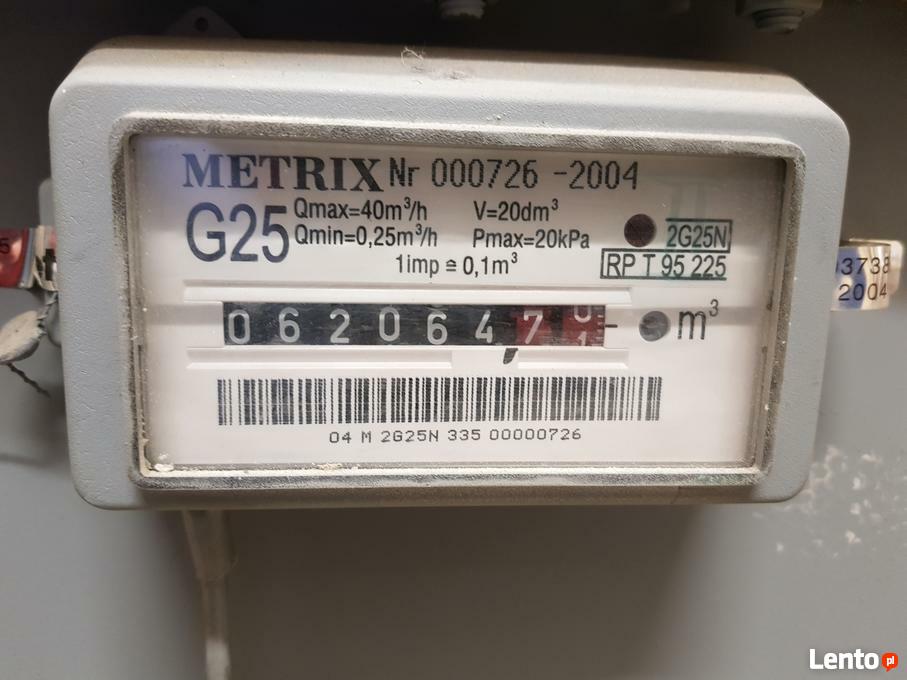 METRIX Nr 000726 -2004
G25
Qmax=40m³/h V=20dm³
Qmin=0,25m³/h Pmax=20kPa 2G25N
1imp ≙ 0,1m³ RP T 95 225
0620647 m³
04 M 2G25N 335 00000726
03738
2004
Lento pl